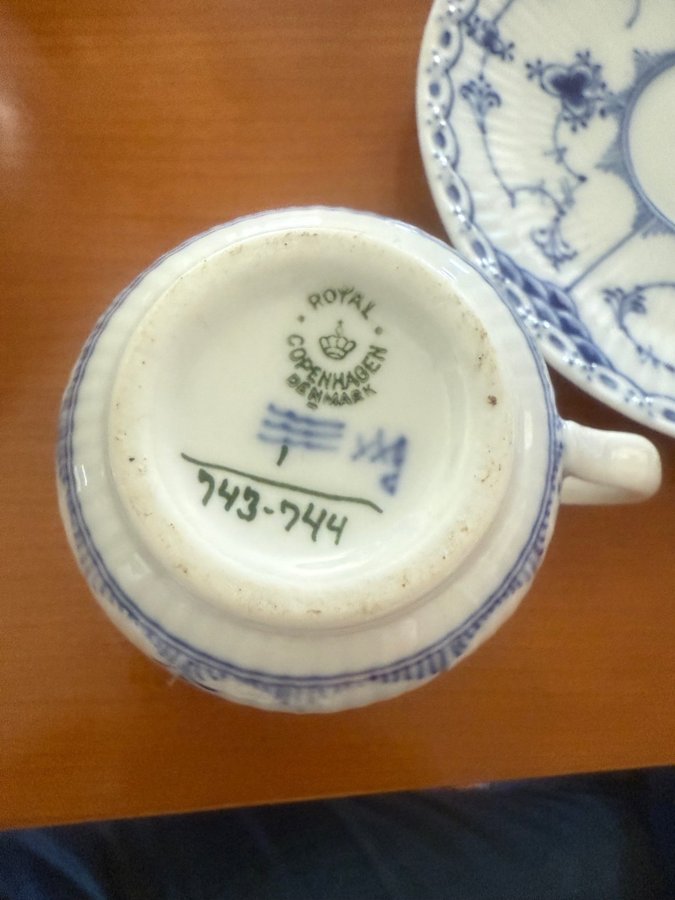 ROYAL
COPENHAGEN
DENMARK
1
743-744